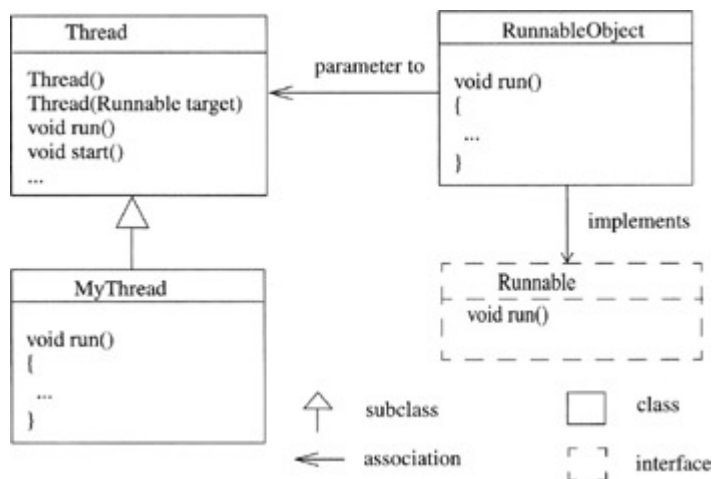 Thread
Thread()
Thread(Runnable target)
void run()
void start()
...
parameter to
RunnableObject
void run()
{
...
}
implements
Runnable
void run()
MyThread
void run()
{
...
}
subclass
association
class
interface